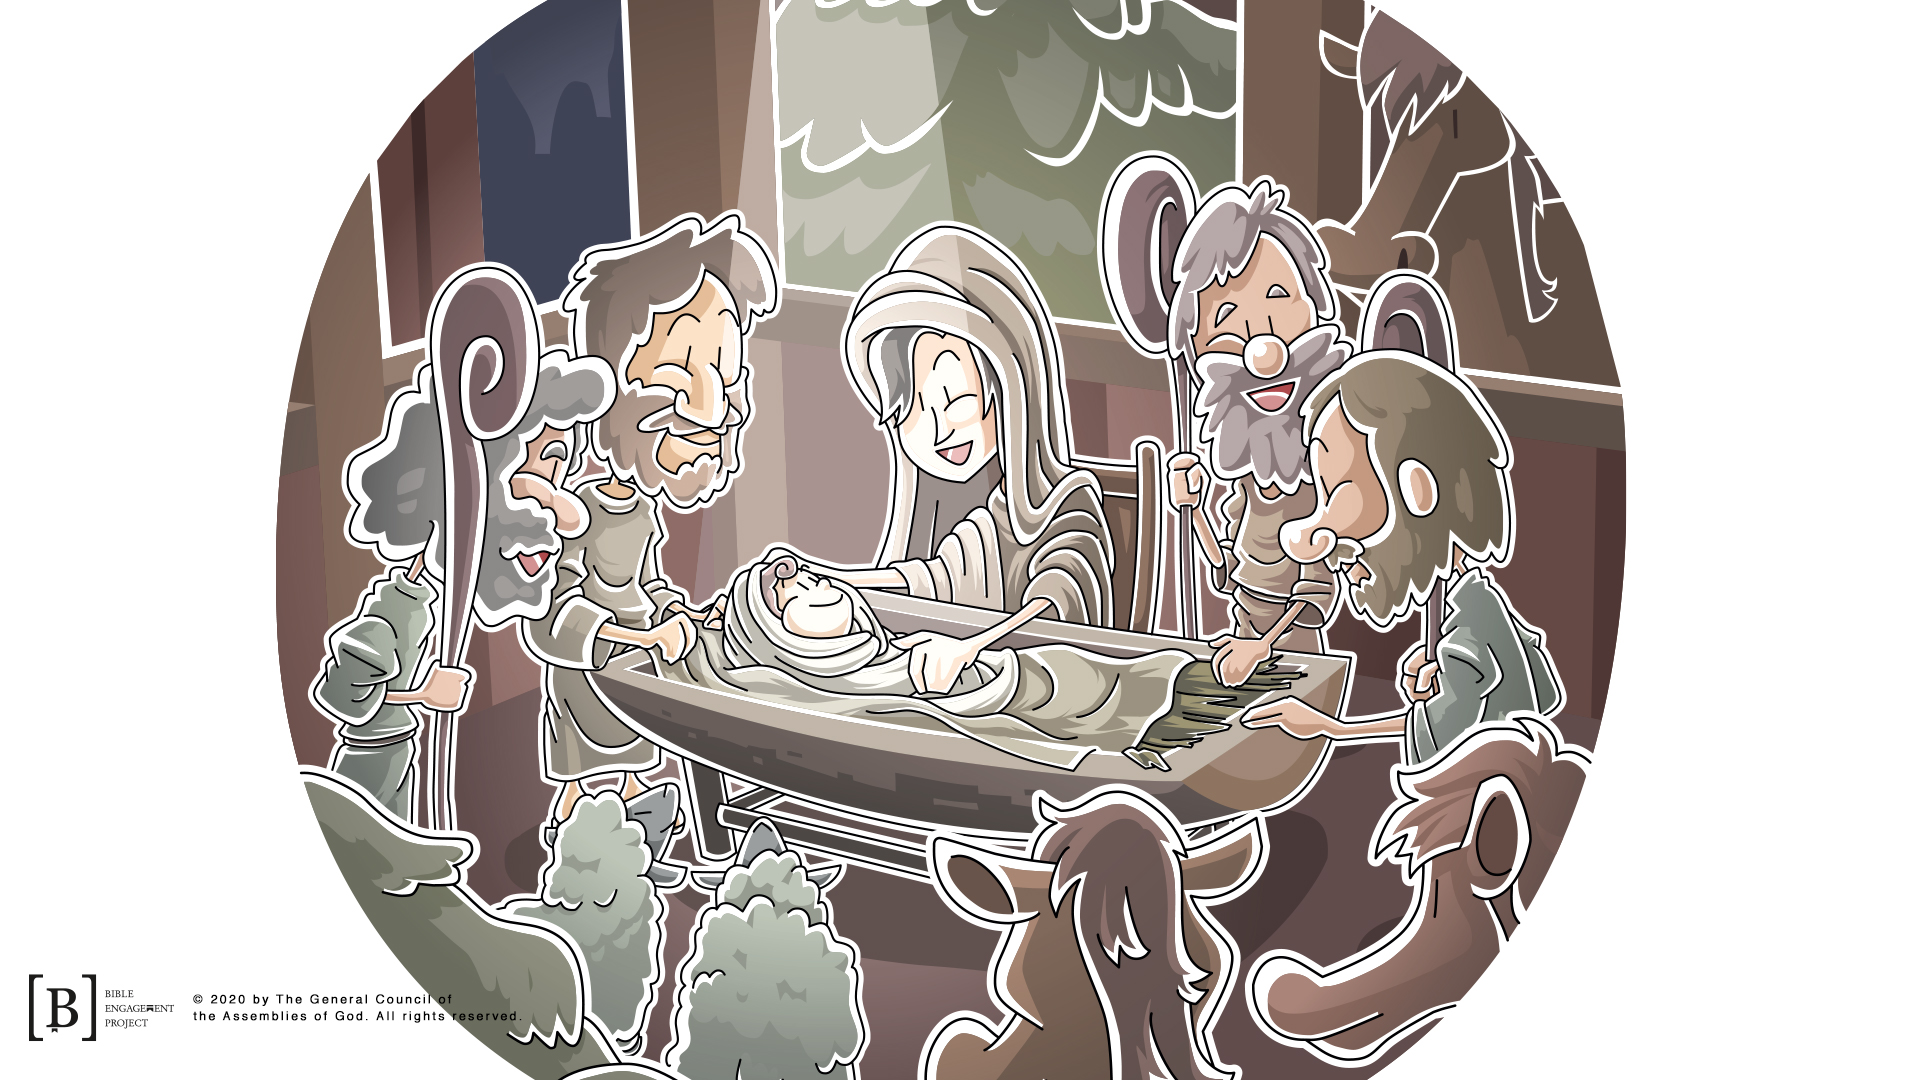 [B]
BIBLE
ENGAGEMENT
PROJECT
© 2020 by The General Council of
the Assemblies of God. All rights reserved.